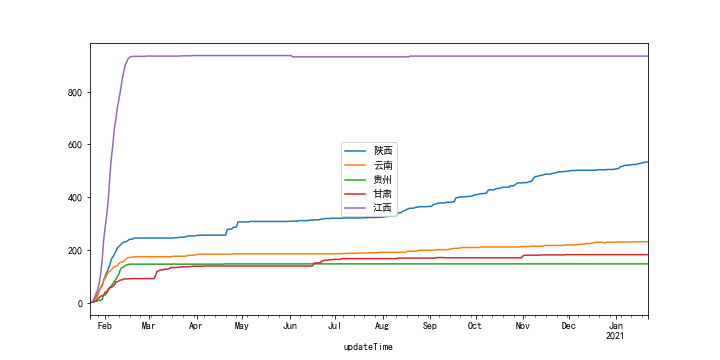 800
600
400
200
0
陕西
云南
贵州
甘肃
江西
Feb Mar Apr May Jun Jul Aug Sep Oct Nov Dec Jan
2021
updateTime